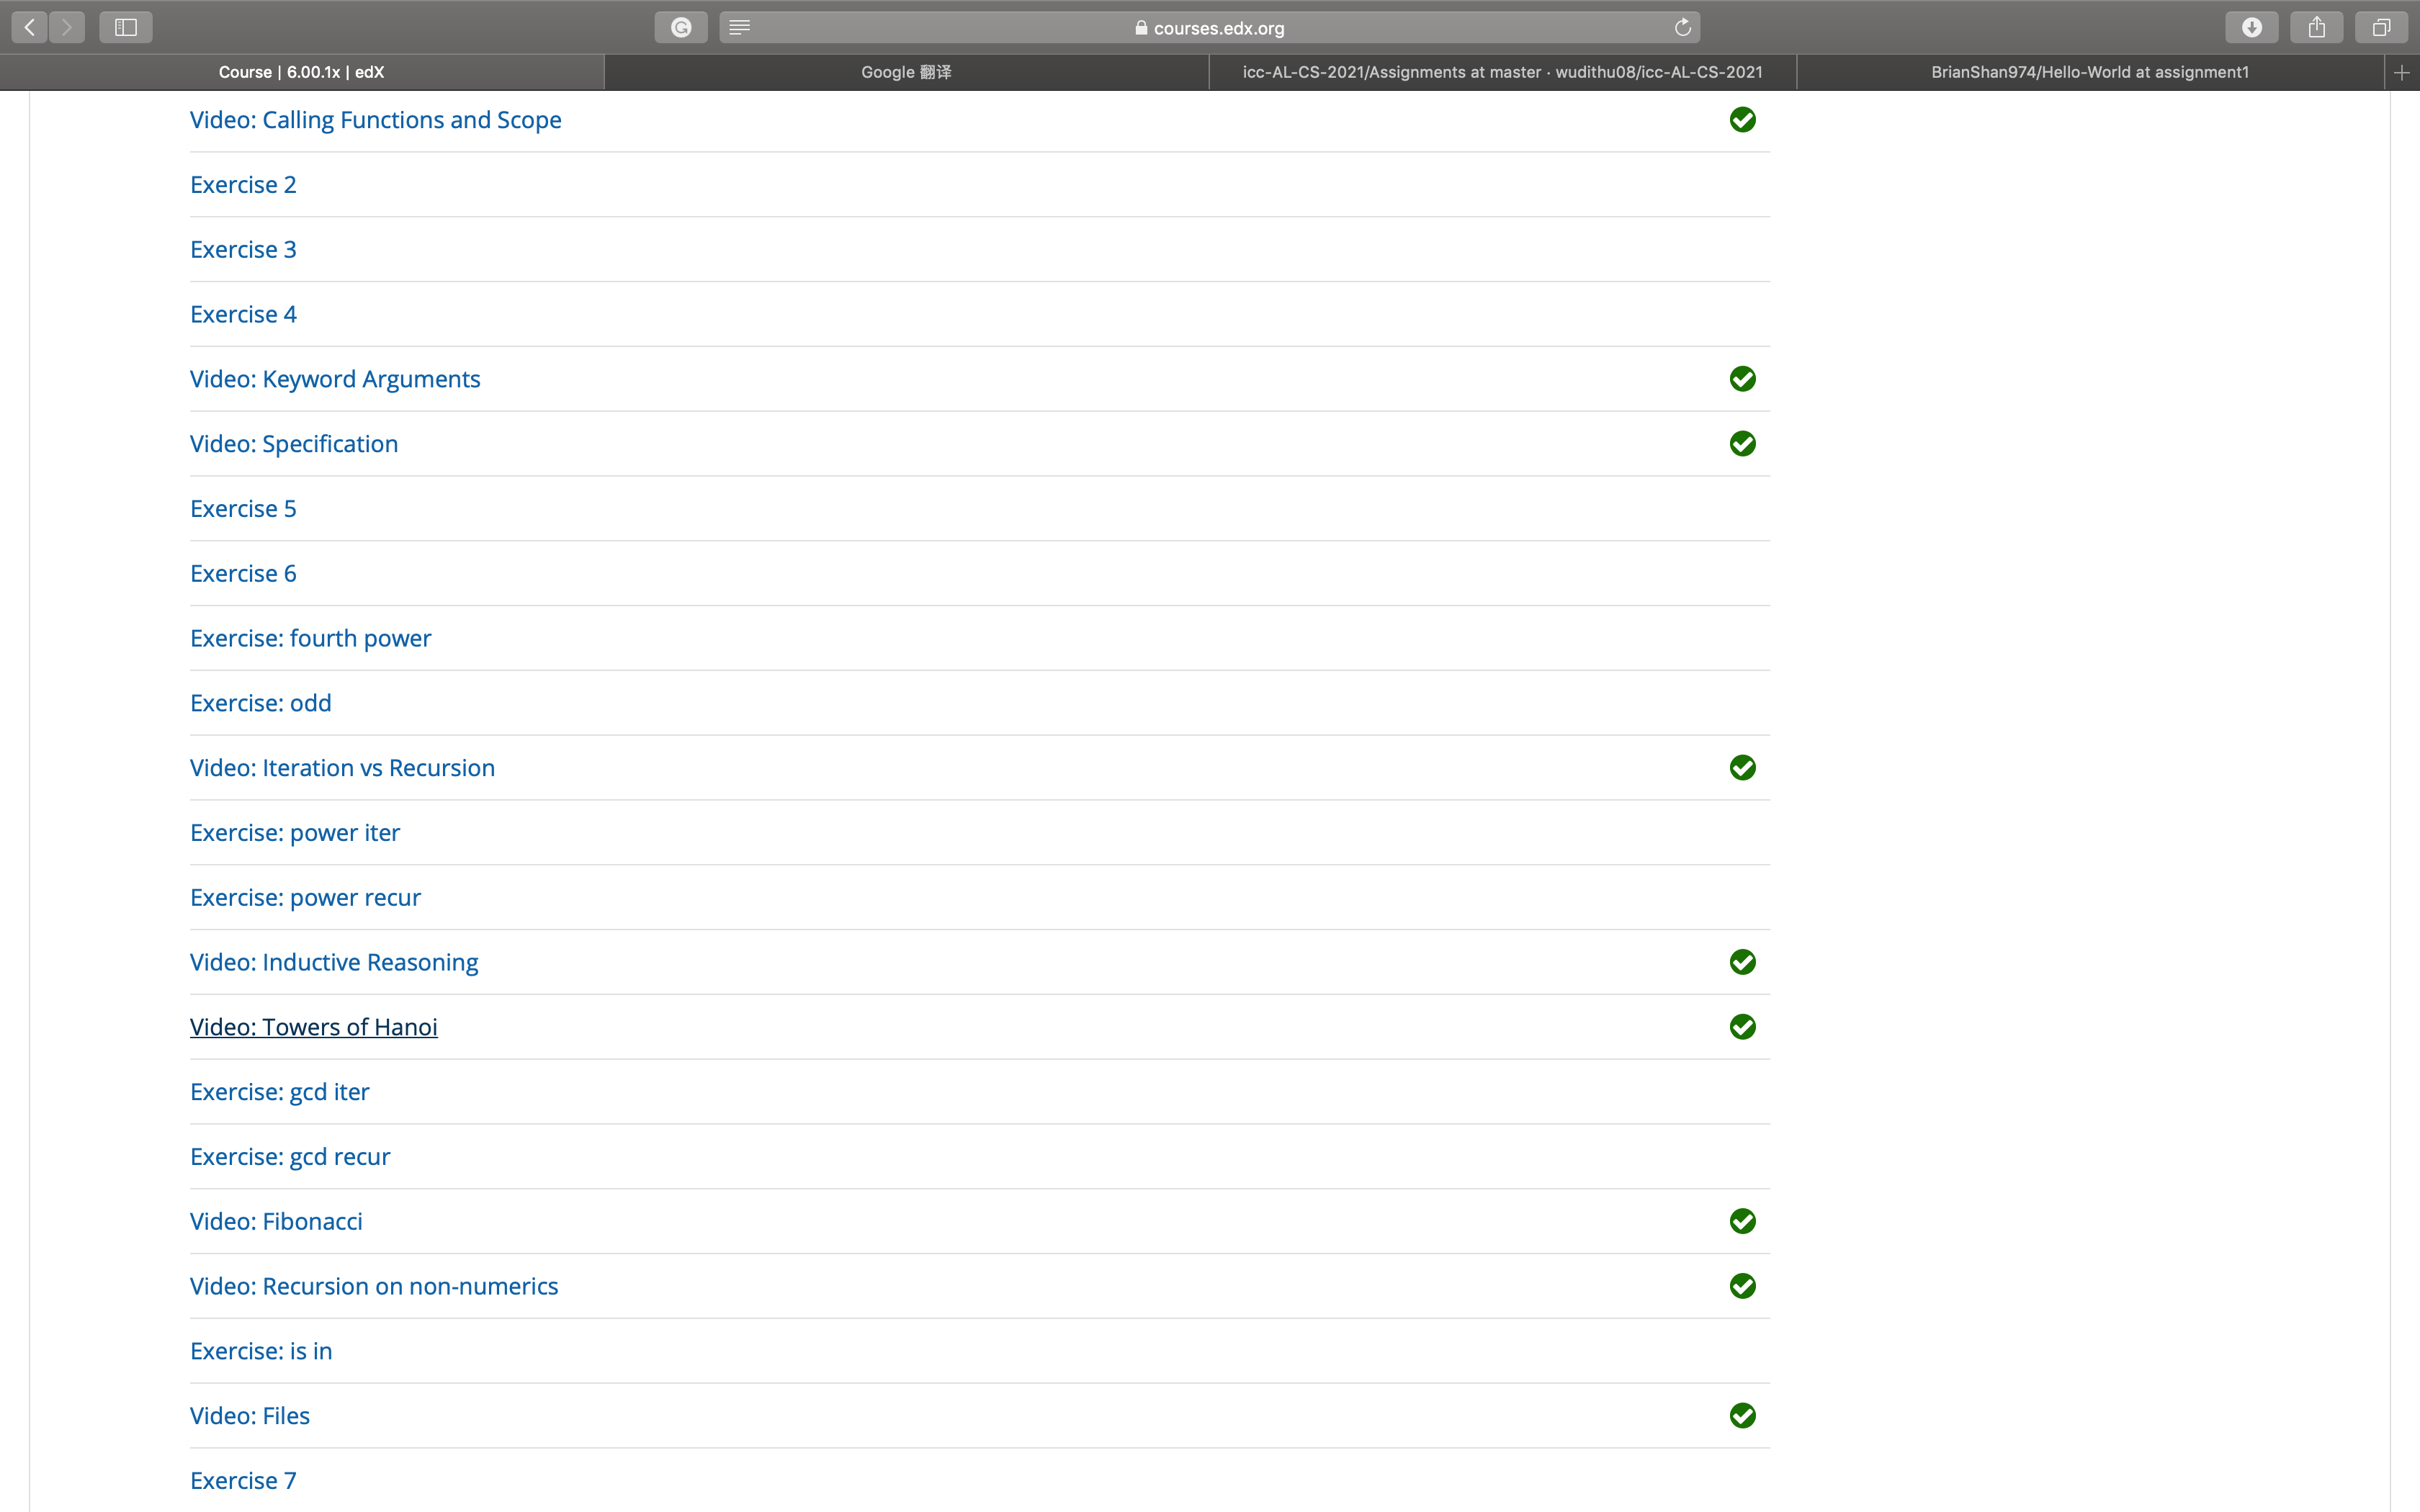 courses.edx.org
Course | 6.00.1x | edX
Google 翻译
icc-AL-CS-2021/Assignments at master · wudithu08/icc-AL-CS-2021
BrianShan974/Hello-World at assignment1
Video: Calling Functions and Scope
Exercise 2
Exercise 3
Exercise 4
Video: Keyword Arguments
Video: Specification
Exercise 5
Exercise 6
Exercise: fourth power
Exercise: odd
Video: Iteration vs Recursion
Exercise: power iter
Exercise: power recur
Video: Inductive Reasoning
Video: Towers of Hanoi
Exercise: gcd iter
Exercise: gcd recur
Video: Fibonacci
Video: Recursion on non-numerics
Exercise: is in
Video: Files
Exercise 7